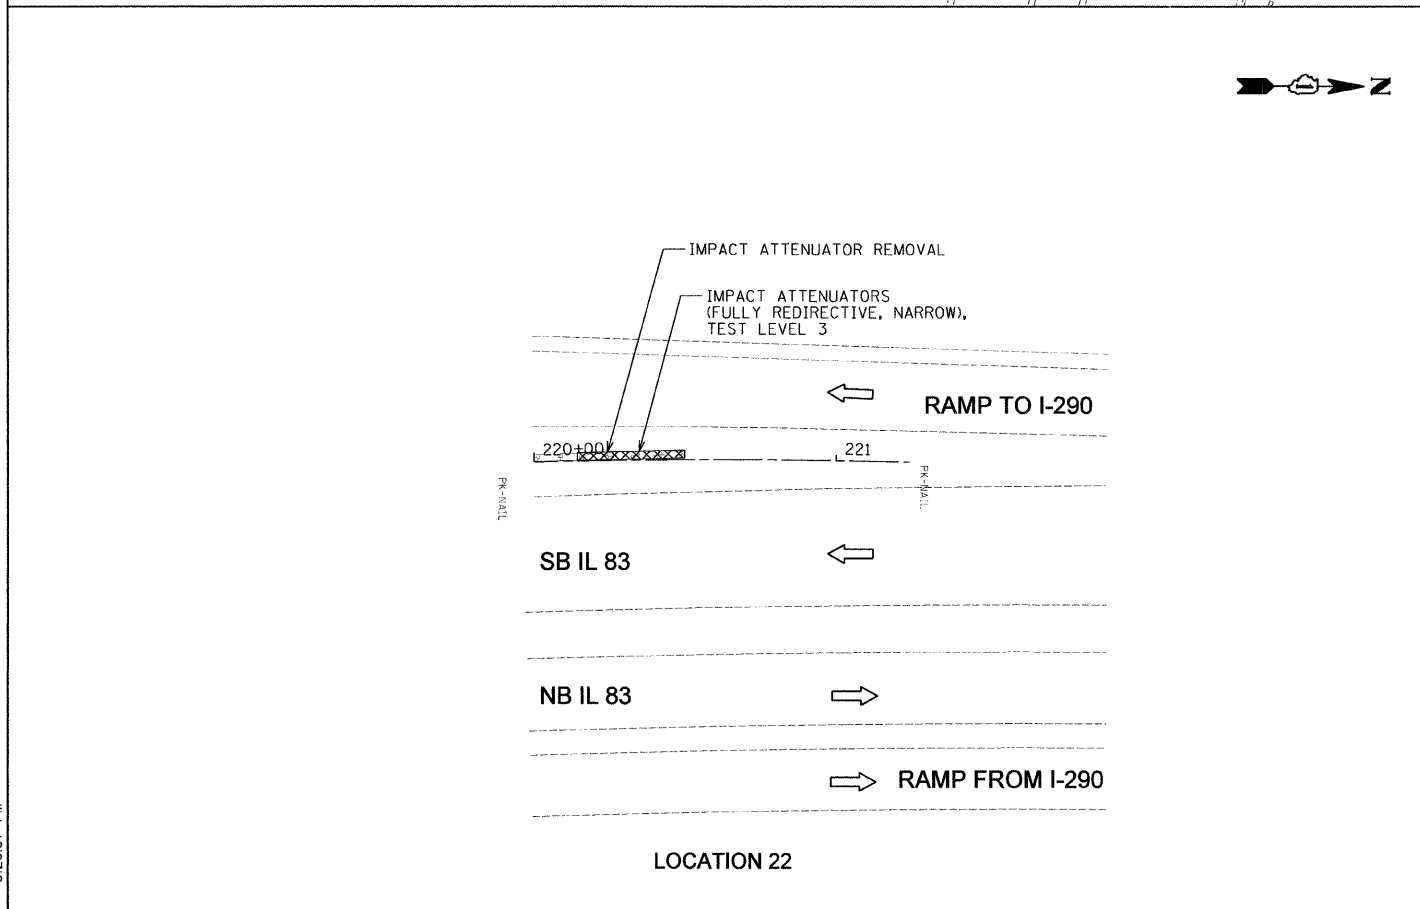 N
IMPACT ATTENUATOR REMOVAL
IMPACT ATTENUATORS
(FULLY REDIRECTIVE, NARROW),
TEST LEVEL 3
RAMP TO I-290
220+00
221
PK-NAIL
PK-NAIL
SB IL 83
NB IL 83
RAMP FROM I-290
LOCATION 22